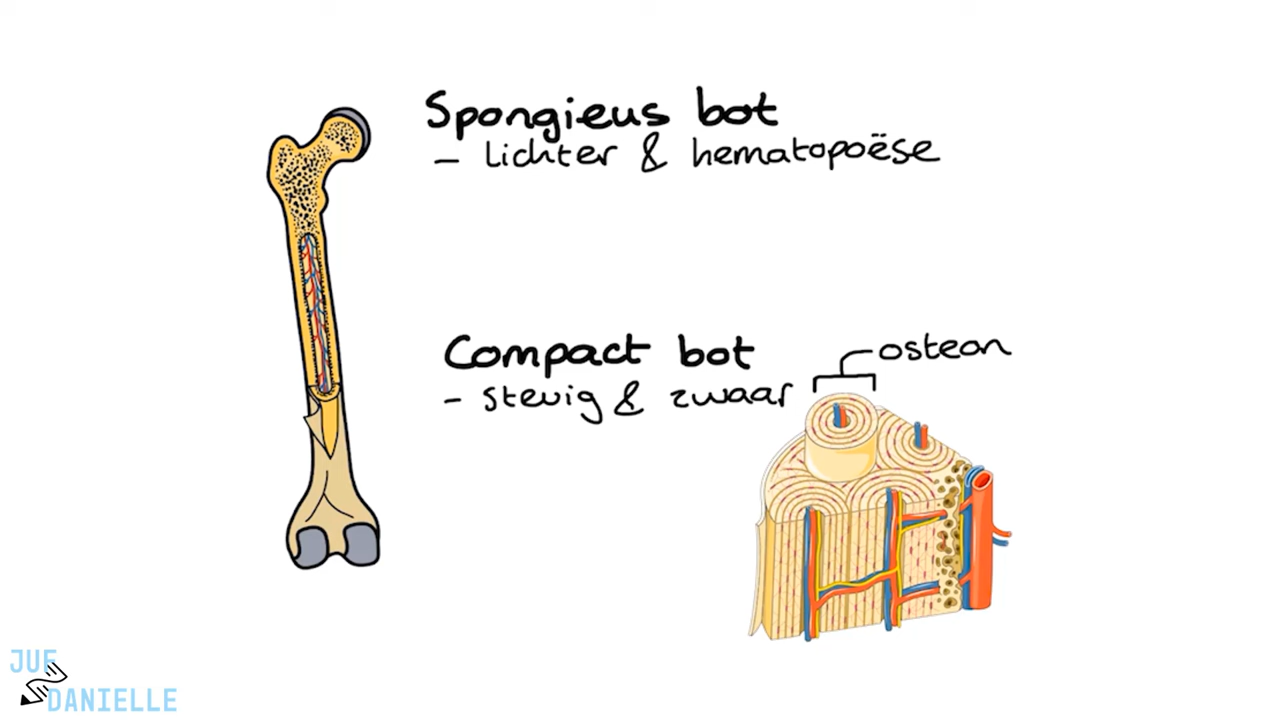 Spongieus bot
- lichter & hematopoëse
Compact bot
- stevig & zwaar
osteon
JUF
DANIELLE